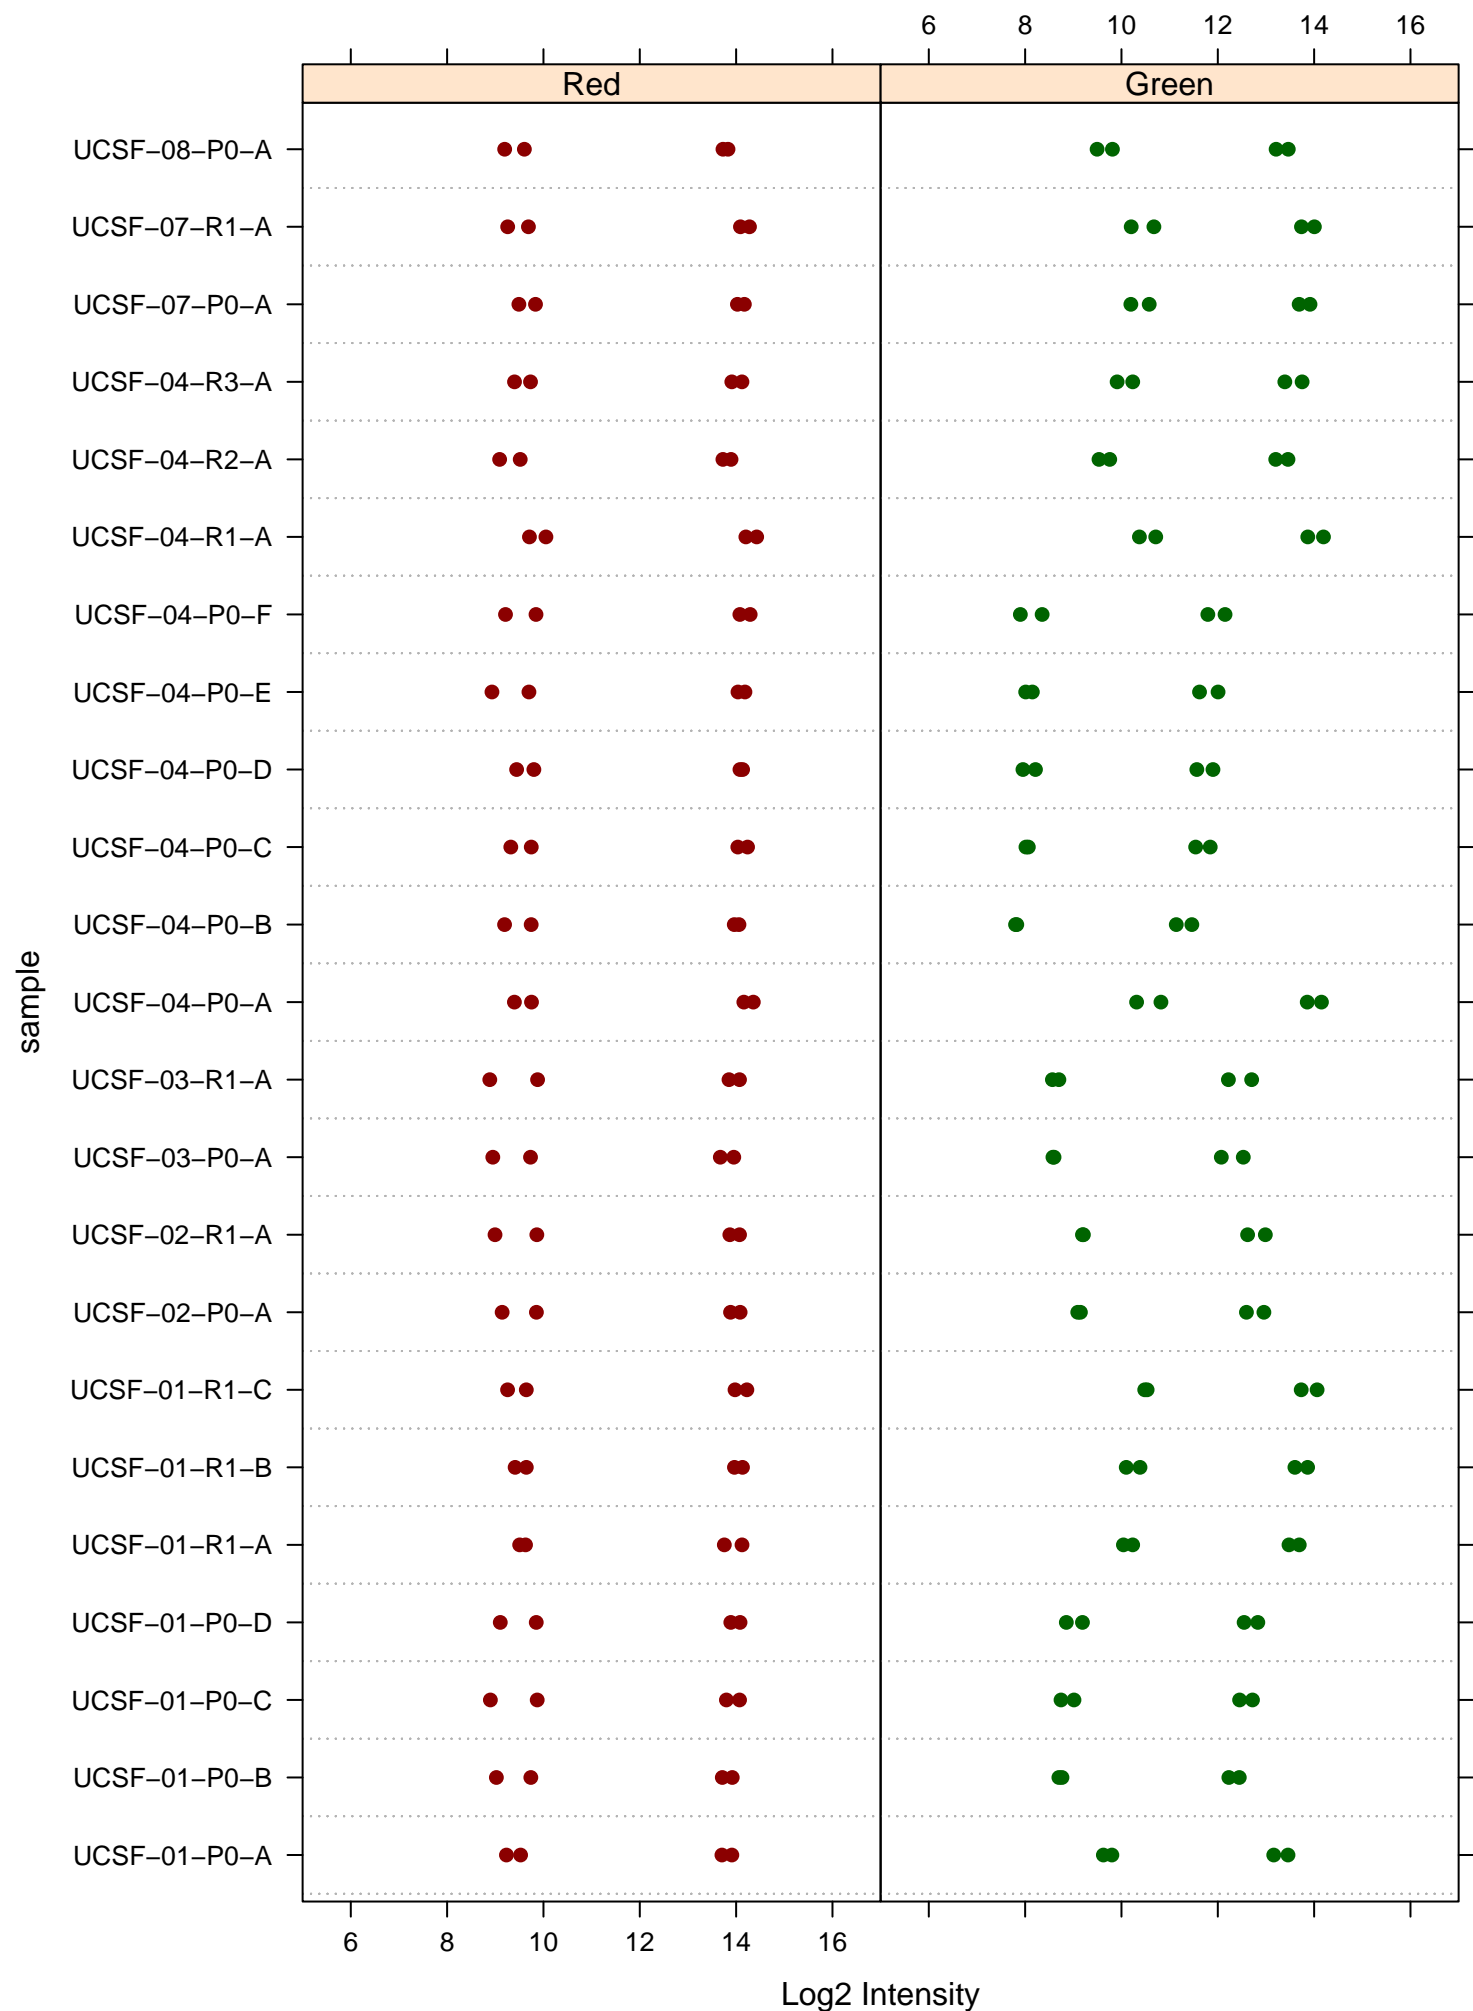 6 8 10 12 14 16
Red Green
UCSF−08−P0−A
UCSF−07−R1−A
UCSF−07−P0−A
UCSF−04−R3−A
UCSF−04−R2−A
UCSF−04−R1−A
UCSF−04−P0−F
UCSF−04−P0−E
UCSF−04−P0−D
UCSF−04−P0−C
UCSF−04−P0−B
UCSF−04−P0−A
UCSF−03−R1−A
UCSF−03−P0−A
UCSF−02−R1−A
UCSF−02−P0−A
UCSF−01−R1−C
UCSF−01−R1−B
UCSF−01−R1−A
UCSF−01−P0−D
UCSF−01−P0−C
UCSF−01−P0−B
UCSF−01−P0−A
sample
6 8 10 12 14 16
Log2 Intensity